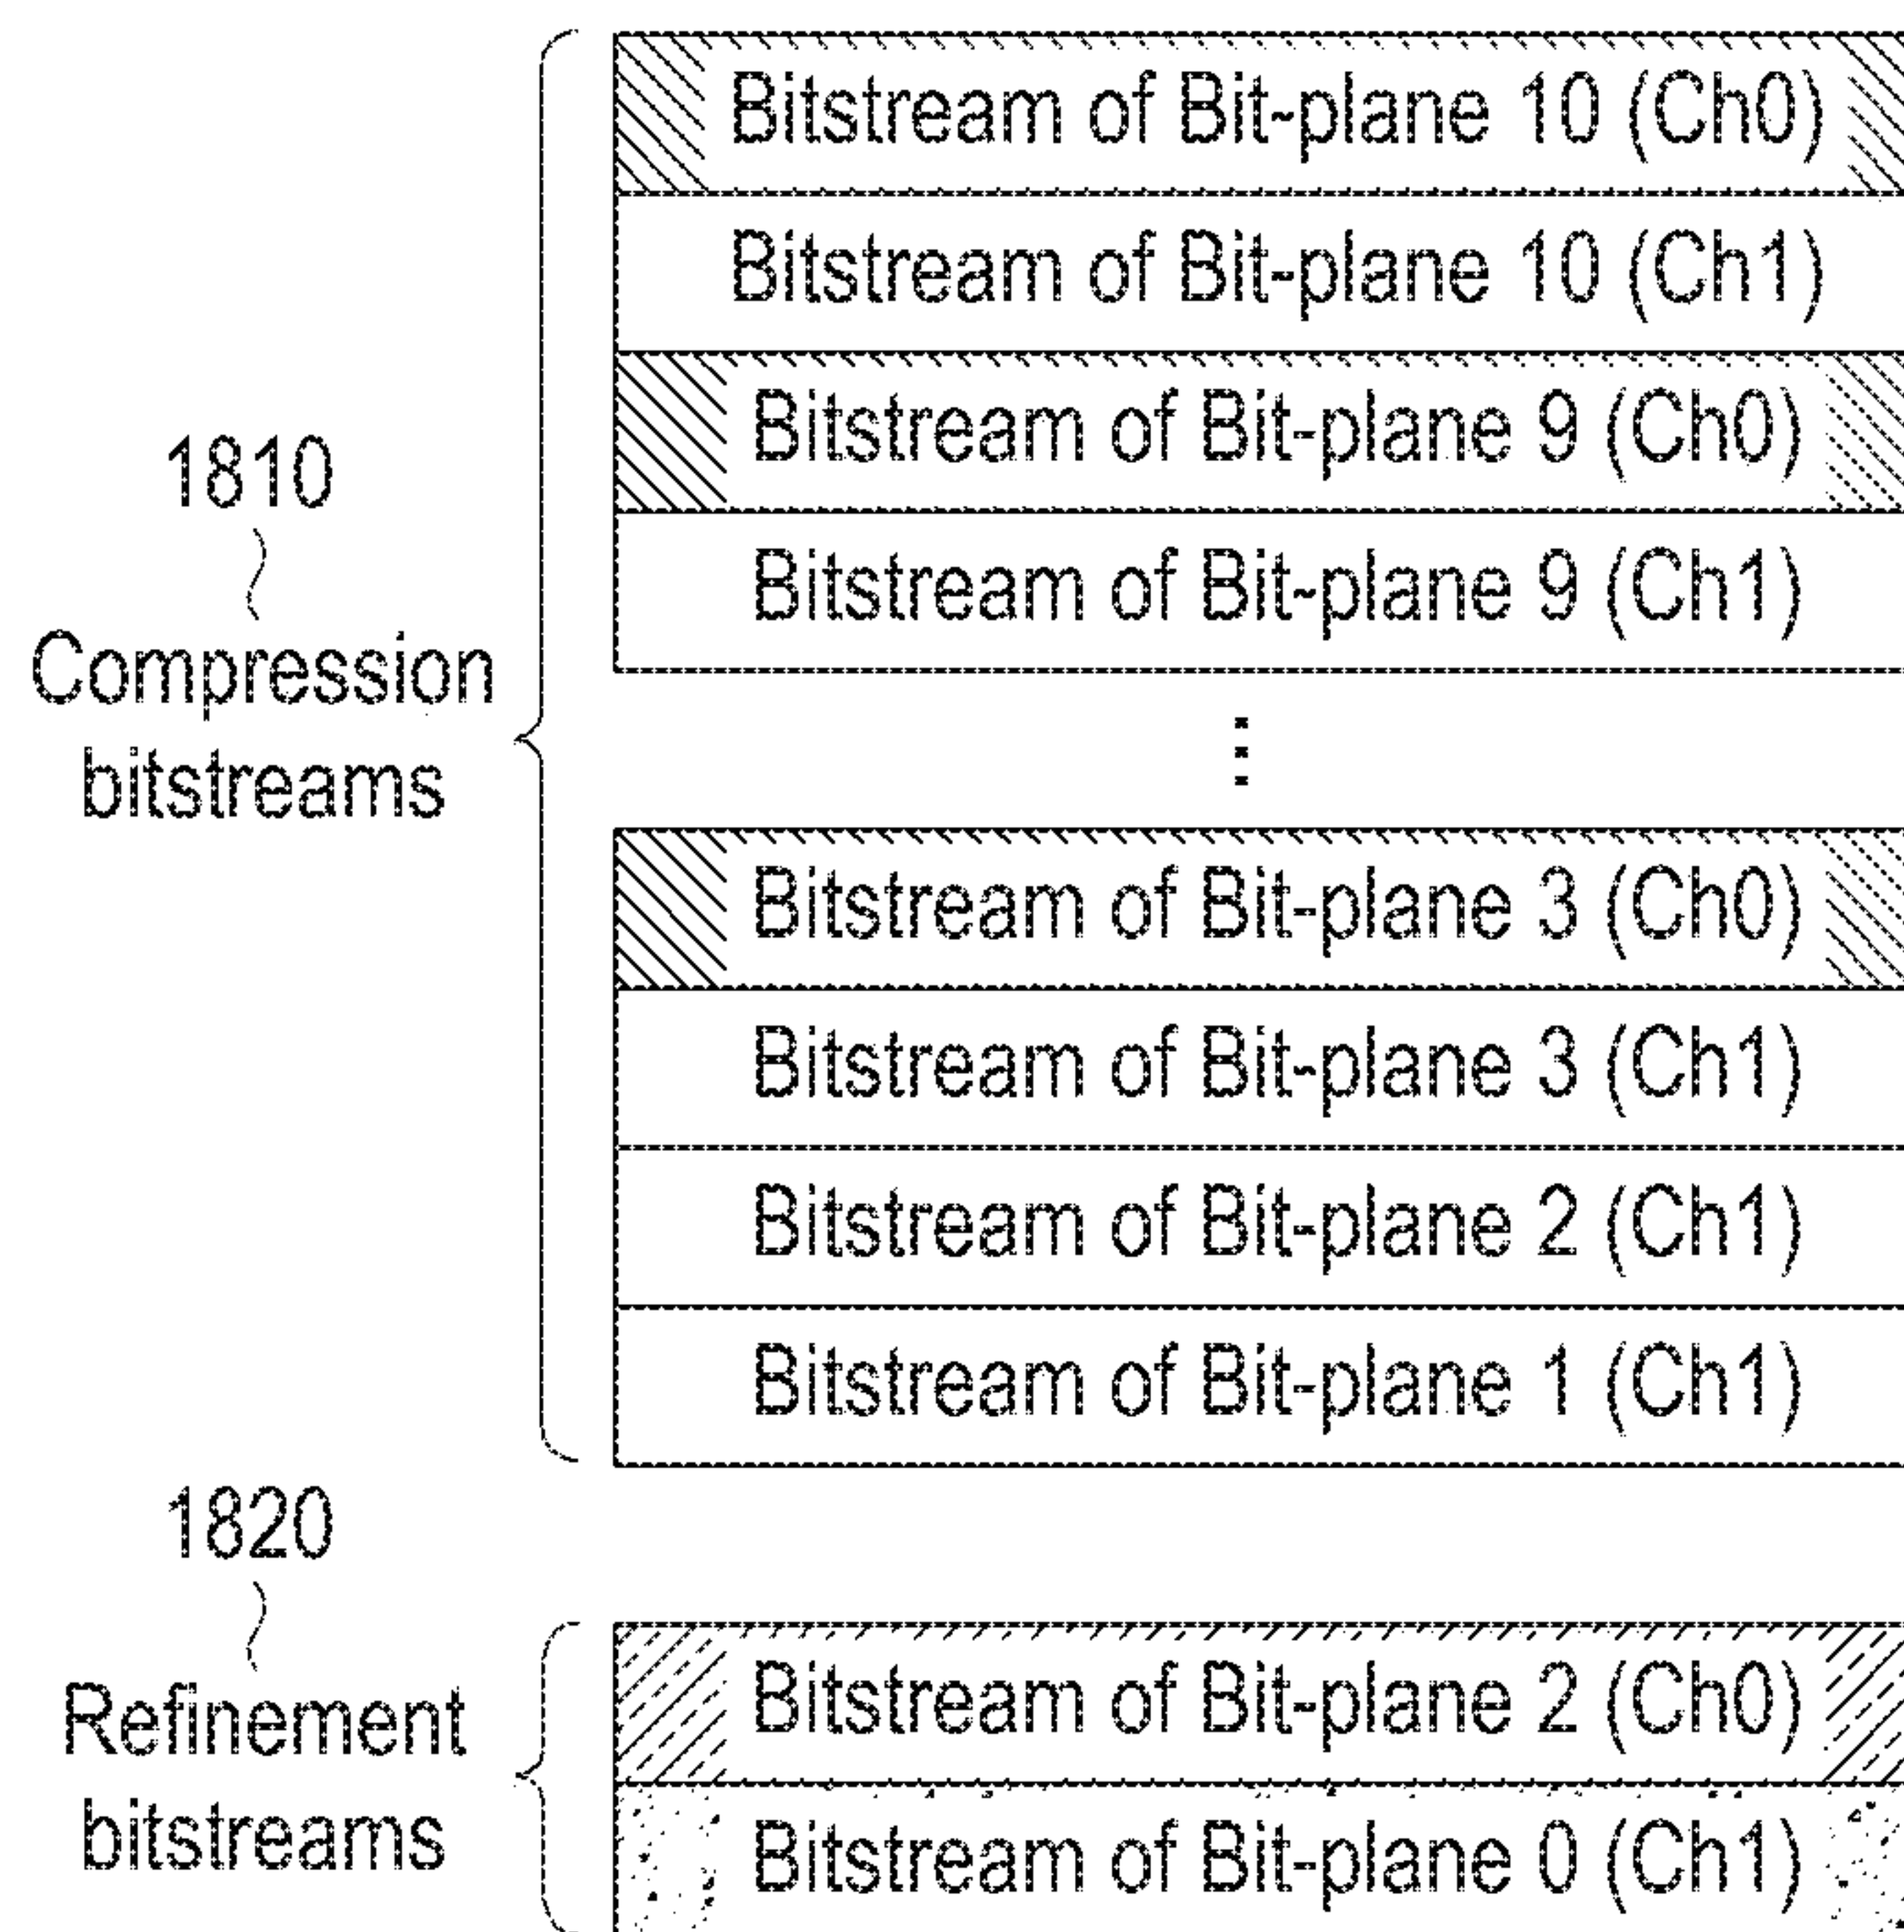 Bitstream of Bit-plane 10 (Ch0)
Bitstream of Bit-plane 10 (Ch1)
Bitstream of Bit-plane 9 (Ch0)
Bitstream of Bit-plane 9 (Ch1)
1810
Compression
bitstreams
Bitstream of Bit-plane 3 (Ch0)
Bitstream of Bit-plane 3 (Ch1)
Bitstream of Bit-plane 2 (Ch1)
Bitstream of Bit-plane 1 (Ch1)
1820
Refinement
bitstreams
Bitstream of Bit-plane 2 (Ch0)
Bitstream of Bit-plane 0 (Ch1)